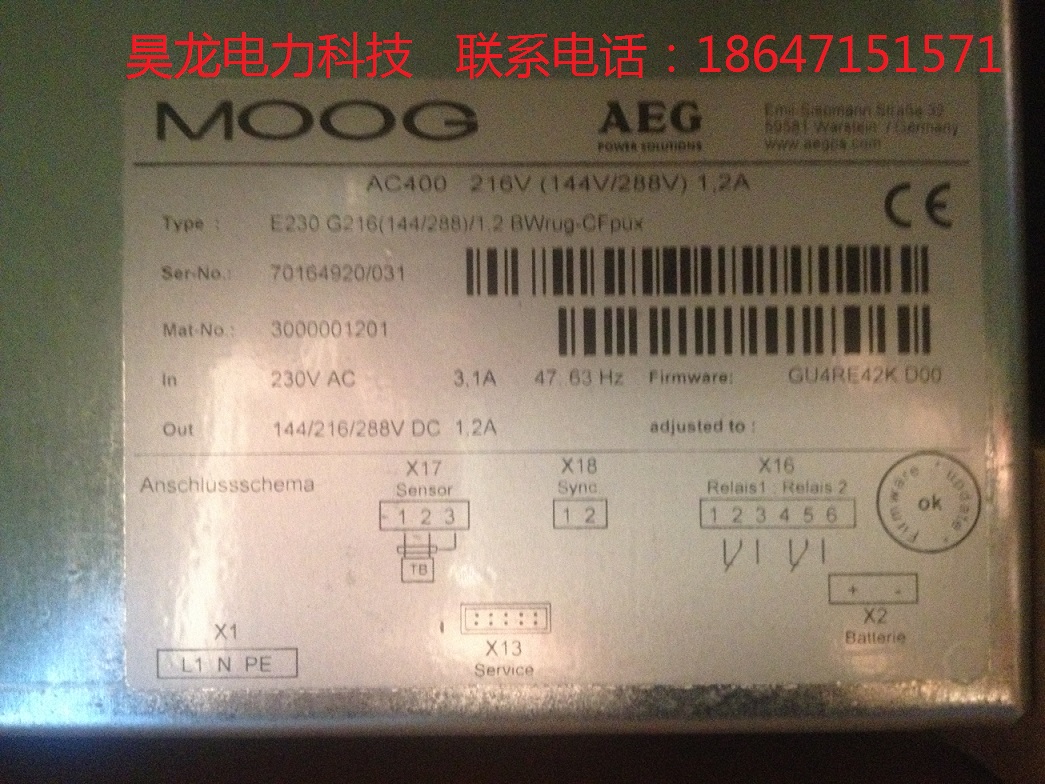 昊龙电力科技 联系电话：18647151571
MOOG
AEG
POWER SOLUTIONS
Emil-Siepmann-Straße 32
59581 Warstein / Germany
www.aegps.com
AC400 216V (144V/288V) 1,2A
Type : E230 G216(144/288)/1,2 BWrug-CFpux
CE
Ser-No.: 70164920/031
Mat-No.: 3000001201
In 230V AC 3,1A 47..63 Hz Firmware: GU4RE42K D00
Out 144/216/288V DC 1,2A adjusted to :
Anschlussschema
X17
Sensor
- 1 2 3
TB
X18
Sync.
1 2
X16
Relais1 : Relais 2
1 2 3 4 5 6
Firmware * update *
ok
+ -
X2
Batterie
X1
L1 N PE
X13
Service